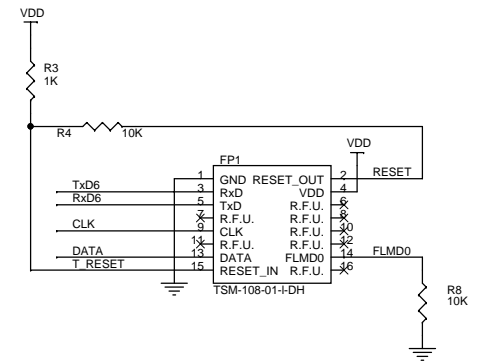 VDD
R3
1K
R4 10K
VDD
FP1
1 GND RESET_OUT 2 RESET
TxD6 3 RxD VDD 4
RxD6 5 TxD R.F.U. 6
7 R.F.U. R.F.U. 8
CLK 9 CLK R.F.U. 10
11 R.F.U. R.F.U. 12
DATA 13 DATA FLMD0 14 FLMD0
T_RESET 15 RESET_IN R.F.U. 16
TSM-108-01-I-DH
R8
10K